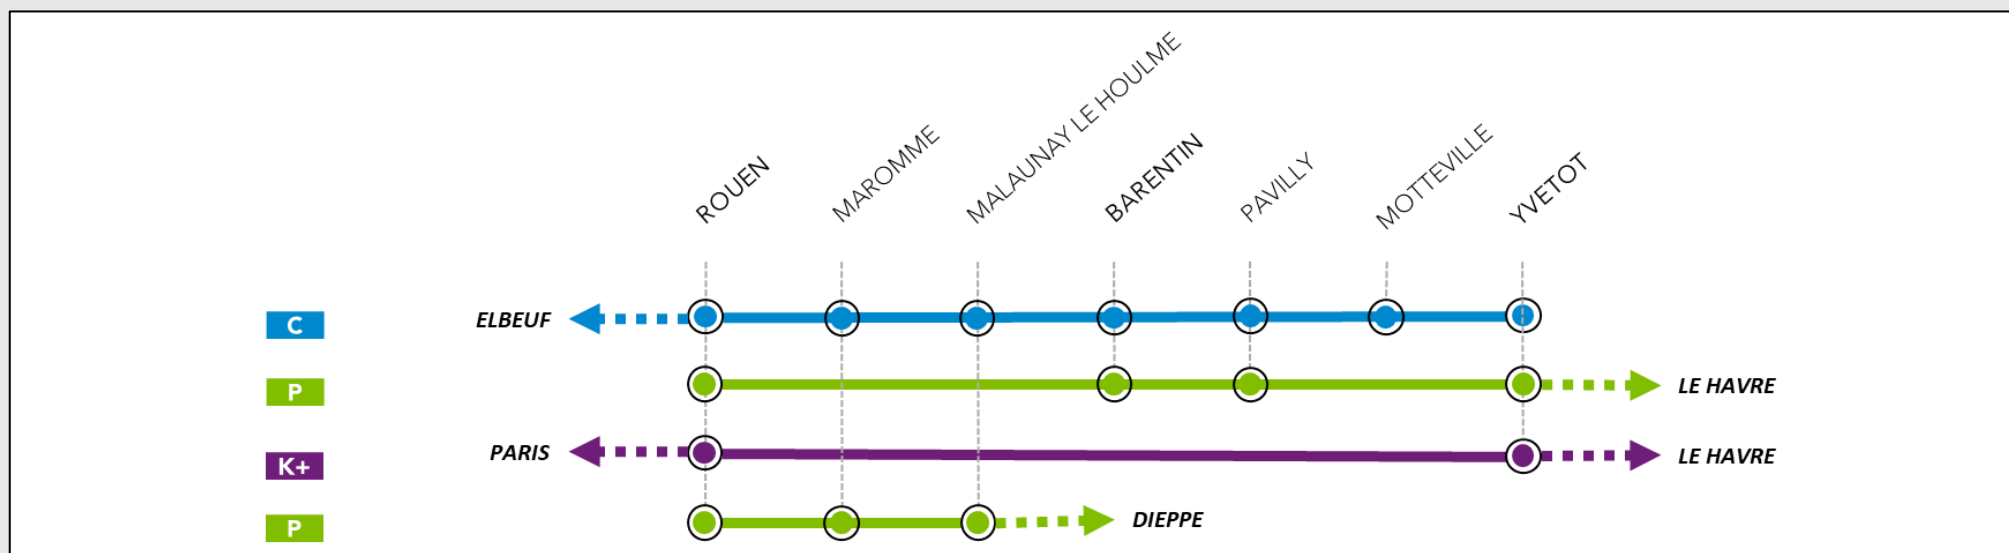 ROUEN
MAROMME
MALAUNAY LE HOULME
BARENTIN
PAVILLY
MOTTEVILLE
YVETOT
C
ELBEUF
P
LE HAVRE
K+
PARIS
LE HAVRE
P
DIEPPE